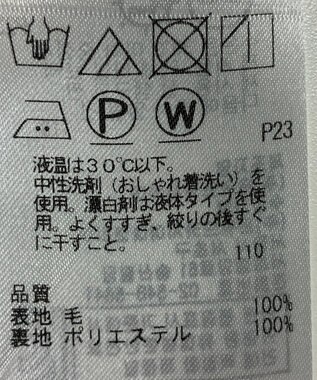 P
W
P23
液温は30℃以下。
中性洗剤（おしゃれ着洗い）を
使用。漂白剤は液体タイプを使
用。よくすすぎ、絞りの後すぐ
に干すこと。
110
品質
表地 毛 100%
裏地 ポリエステル 100%